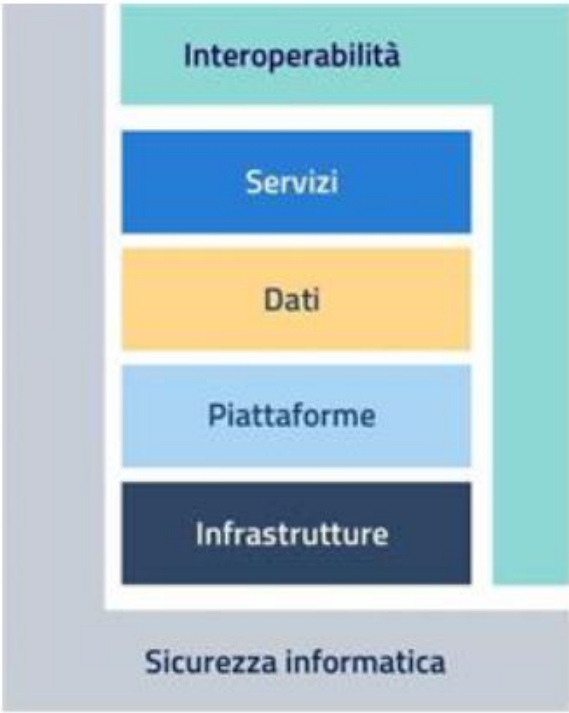 Interoperabilità
Servizi
Dati
Piattaforme
Infrastrutture
Sicurezza informatica